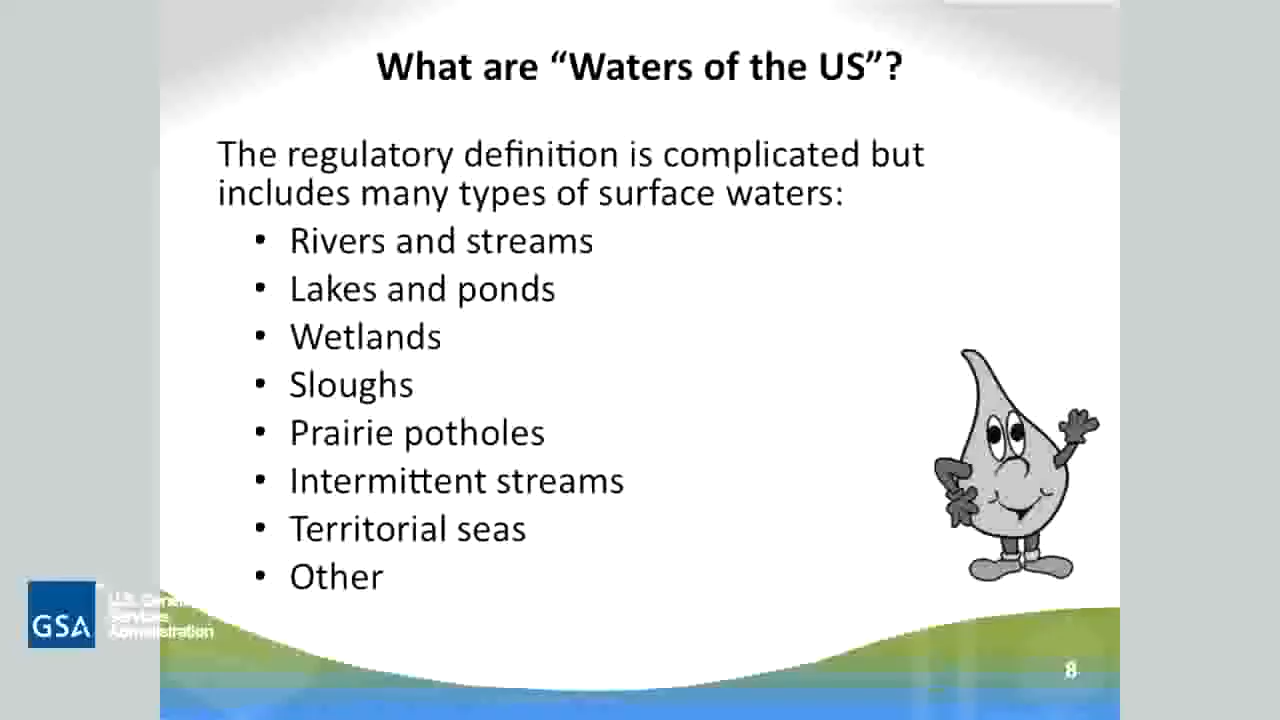 What are “Waters of the US”?
The regulatory definition is complicated but
includes many types of surface waters:
• Rivers and streams
• Lakes and ponds
• Wetlands
• Sloughs
• Prairie potholes
• Intermittent streams
• Territorial seas
• Other
GSA
U.S. General
Services
Administration
8